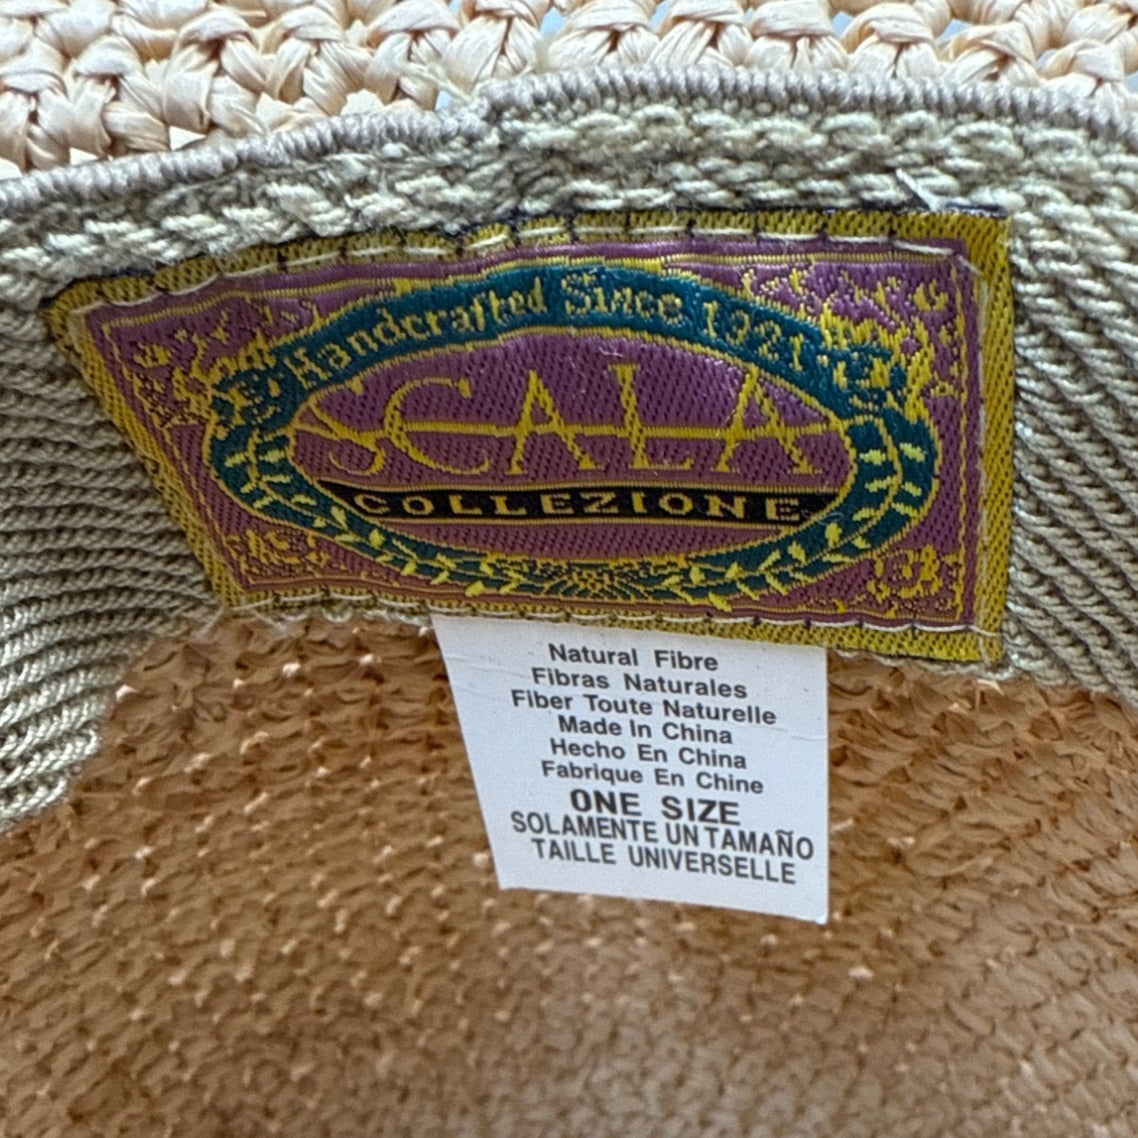 Handcrafted Since 1921
SCALA
COLLEZIONE
Natural Fibre
Fibras Naturales
Fiber Toute Naturelle
Made In China
Hecho En China
Fabrique En Chine
ONE SIZE
SOLAMENTE UN TAMAÑO
TAILLE UNIVERSELLE